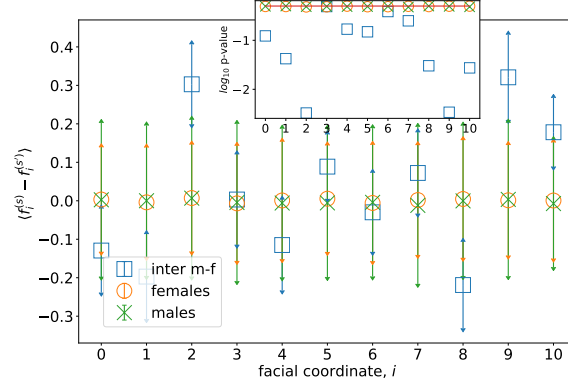 0.4
0.3
0.2
0.1
0.0
−0.1
−0.2
−0.3
⟨f_i^(s) − f_i^(s')⟩
0 1 2 3 4 5 6 7 8 9 10
facial coordinate, i
inter m-f
females
males
−1
−2
log₁₀ p-value
0 1 2 3 4 5 6 7 8 9 10